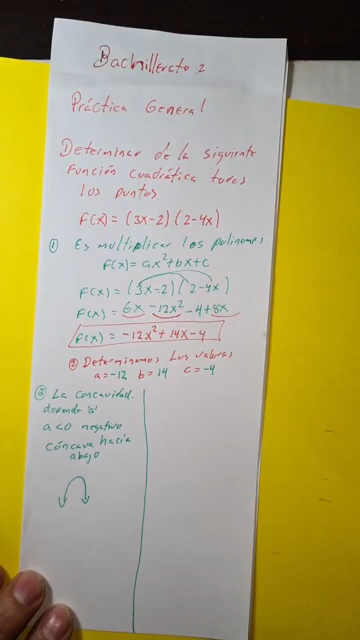 Bachillerato 2
Práctica General
Determinar de la siguiente
función cuadrática todos
los puntos.
f(x) = (3x-2)(2-4x)
① Es multiplicar los polinomios
f(x) = ax²+bx+c
f(x) = (3x-2)(2-4x)
f(x) = 6x -12x² -4+8x
f(x) = -12x² + 14x -4
② Determinamos los valores
a=-12 b=14 c=-4
③ La concavidad.
depende 'a'
a<0 negativo
cóncava hacia
abajo